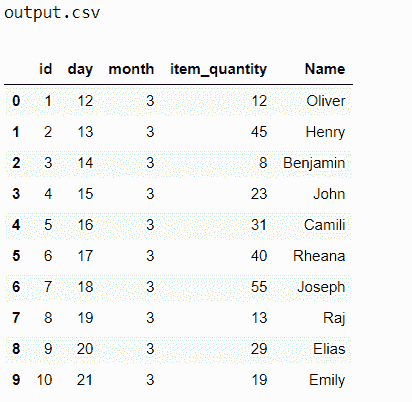 output.csv
id day month item_quantity Name
0 1 12 3 12 Oliver
1 2 13 3 45 Henry
2 3 14 3 8 Benjamin
3 4 15 3 23 John
4 5 16 3 31 Camili
5 6 17 3 40 Rheana
6 7 18 3 55 Joseph
7 8 19 3 13 Raj
8 9 20 3 29 Elias
9 10 21 3 19 Emily